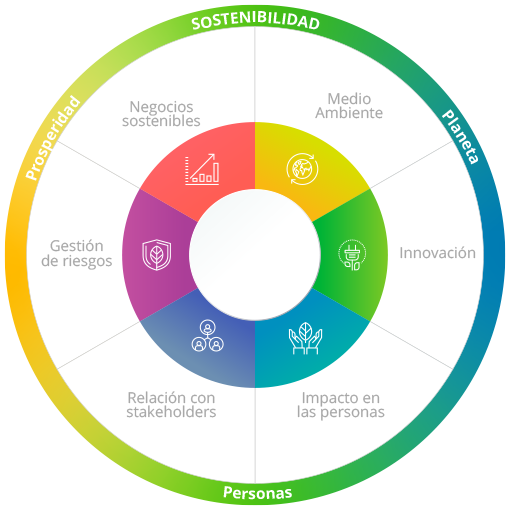 SOSTENIBILIDAD
Prosperidad
Planeta
Negocios
sostenibles
Medio
Ambiente
Gestión
de riesgos
Innovación
Relación con
stakeholders
Impacto en
las personas
Personas